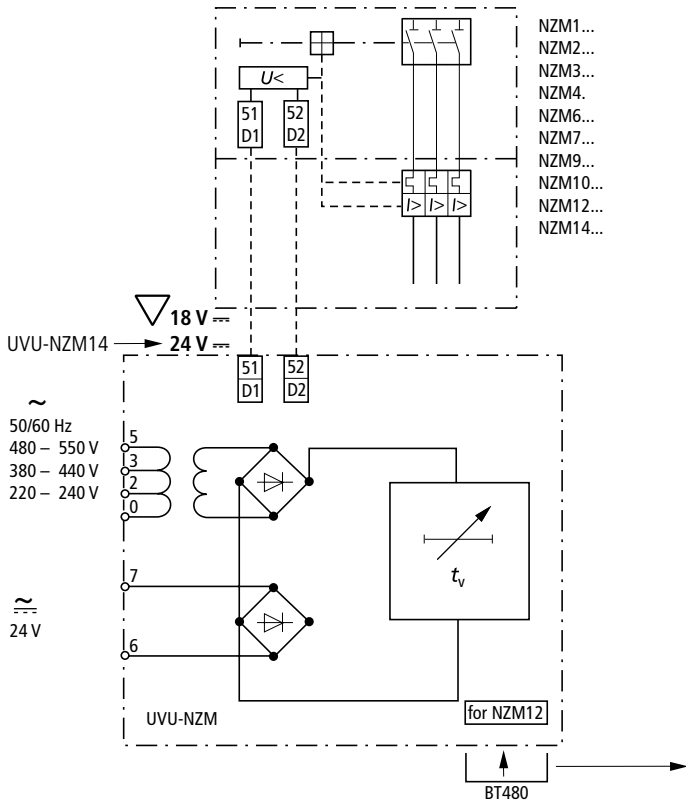 NZM1...
NZM2...
NZM3...
NZM4.
NZM6...
NZM7...
NZM9...
NZM10...
NZM12...
NZM14...
U<
51
D1
52
D2
I> I> I>
18 V ⎓
UVU-NZM14
24 V ⎓
51
D1
52
D2
~
50/60 Hz
480 – 550 V
380 – 440 V
220 – 240 V
5
3
2
0
tv
7
24 V
6
UVU-NZM
for NZM12
BT480